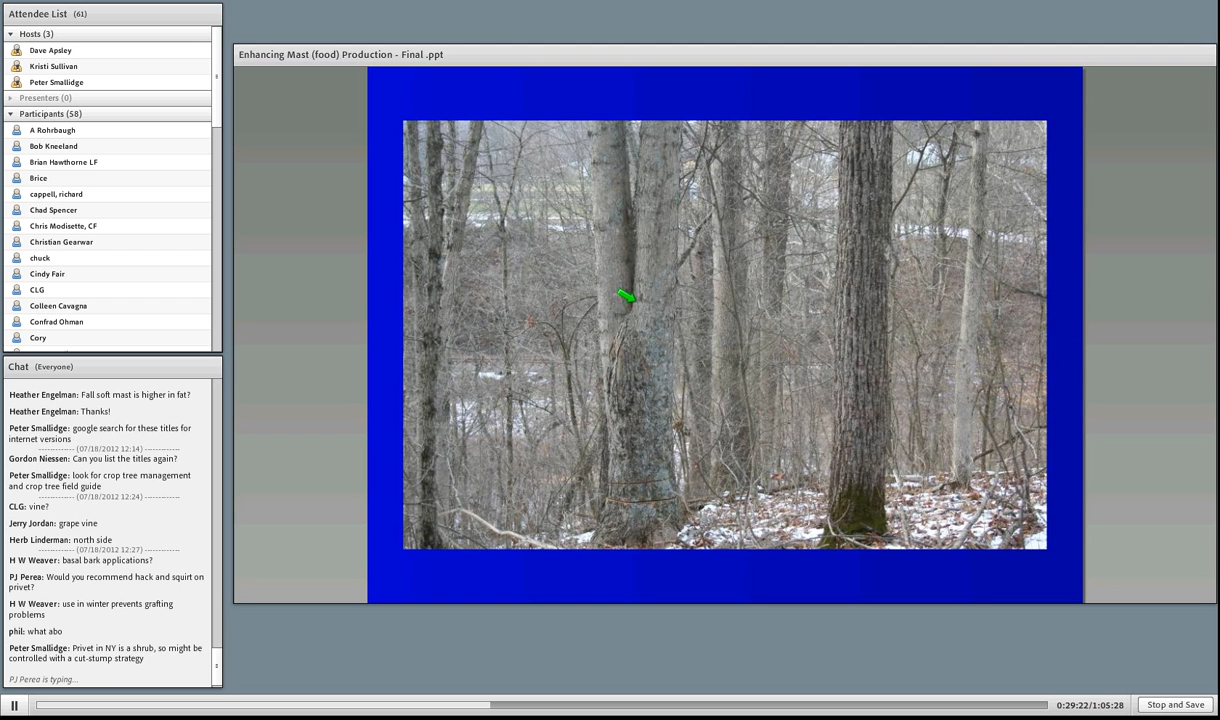 Attendee List (61)
Hosts (3)
Dave Apsley
Kristi Sullivan
Peter Smallidge
Presenters (0)
Participants (58)
A Rohrbaugh
Bob Kneeland
Brian Hawthorne LF
Brice
cappell, richard
Chad Spencer
Chris Modisette, CF
Christian Gearwar
chuck
Cindy Fair
CLG
Colleen Cavagna
Confrad Ohman
Cory
Chat (Everyone)
Heather Engelman: Fall soft mast is higher in fat?
Heather Engelman: Thanks!
Peter Smallidge: google search for these titles for
internet versions
------------- (07/18/2012 12:14) -------------
Gordon Niessen: Can you list the titles again?
Peter Smallidge: look for crop tree management
and crop tree field guide
------------- (07/18/2012 12:24) -------------
CLG: vine?
Jerry Jordan: grape vine
Herb Linderman: north side
------------- (07/18/2012 12:27) -------------
H W Weaver: basal bark applications?
PJ Perea: Would you recommend hack and squirt on
privet?
H W Weaver: use in winter prevents grafting
problems
phil: what abo
Peter Smallidge: Privet in NY is a shrub, so might be
controlled with a cut-stump strategy
PJ Perea is typing...
Enhancing Mast (food) Production - Final .ppt
0:29:22/1:05:28
Stop and Save